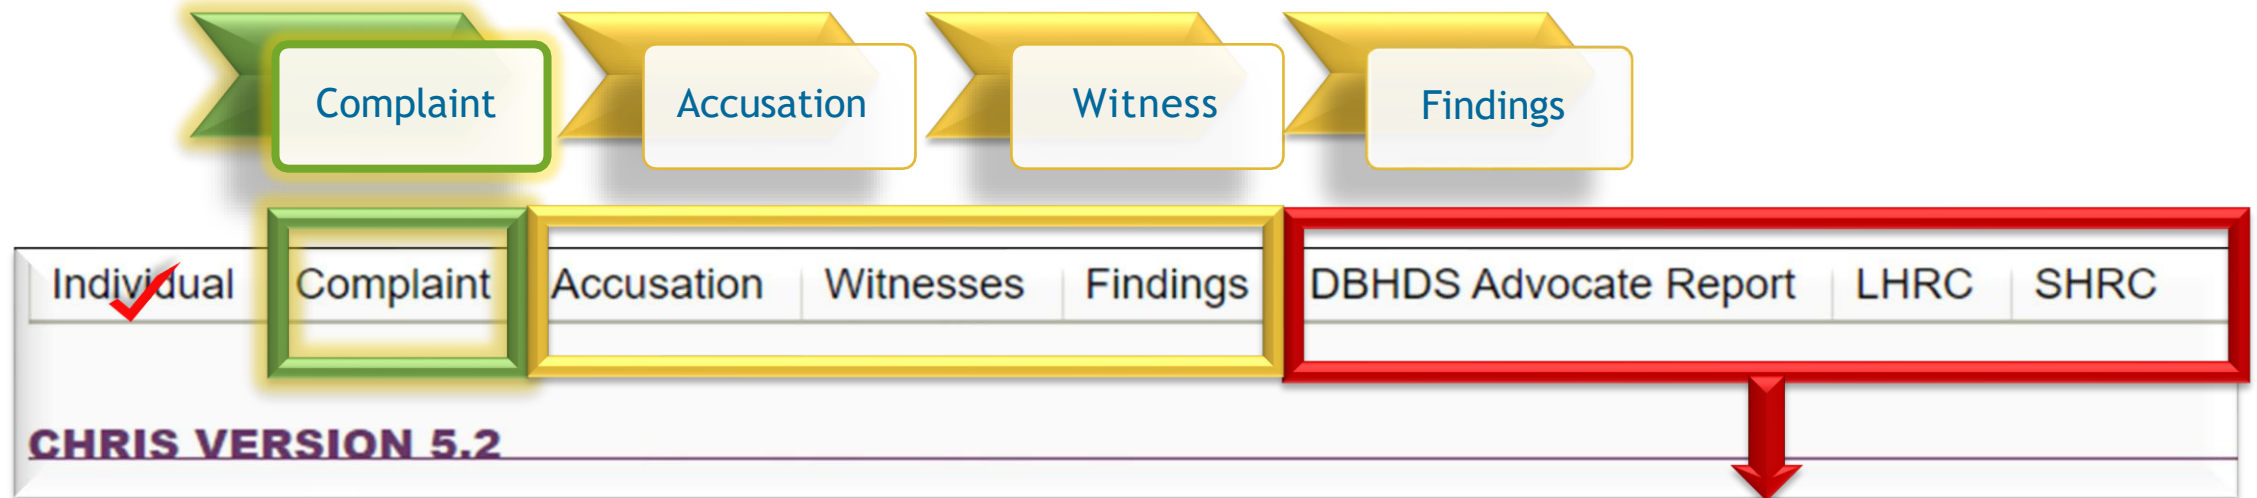 Complaint Accusation Witness Findings
Individual Complaint Accusation Witnesses Findings DBHDS Advocate Report LHRC SHRC
CHRIS VERSION 5.2